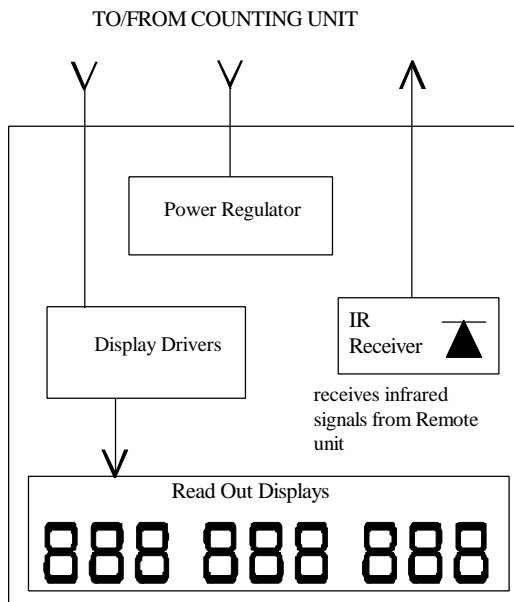 TO/FROM COUNTING UNIT
Power Regulator
Display Drivers
IR
Receiver
receives infrared
signals from Remote
unit
Read Out Displays
888 888 888